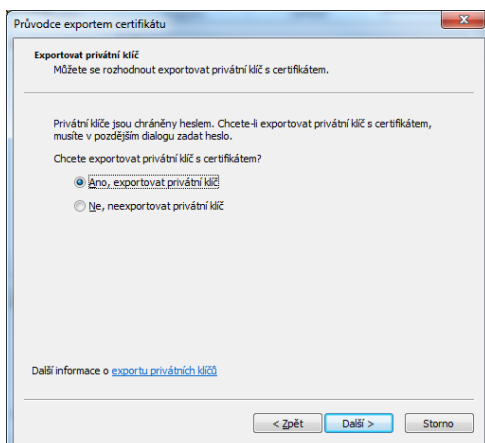 Průvodce exportem certifikátu
Exportovat privátní klíč
Můžete se rozhodnout exportovat privátní klíč s certifikátem.
Privátní klíče jsou chráněny heslem. Chcete-li exportovat privátní klíč s certifikátem,
musíte v pozdějším dialogu zadat heslo.
Chcete exportovat privátní klíč s certifikátem?
Ano, exportovat privátní klíč
Ne, neexportovat privátní klíč
Další informace o exportu privátních klíčů
< Zpět Další > Storno